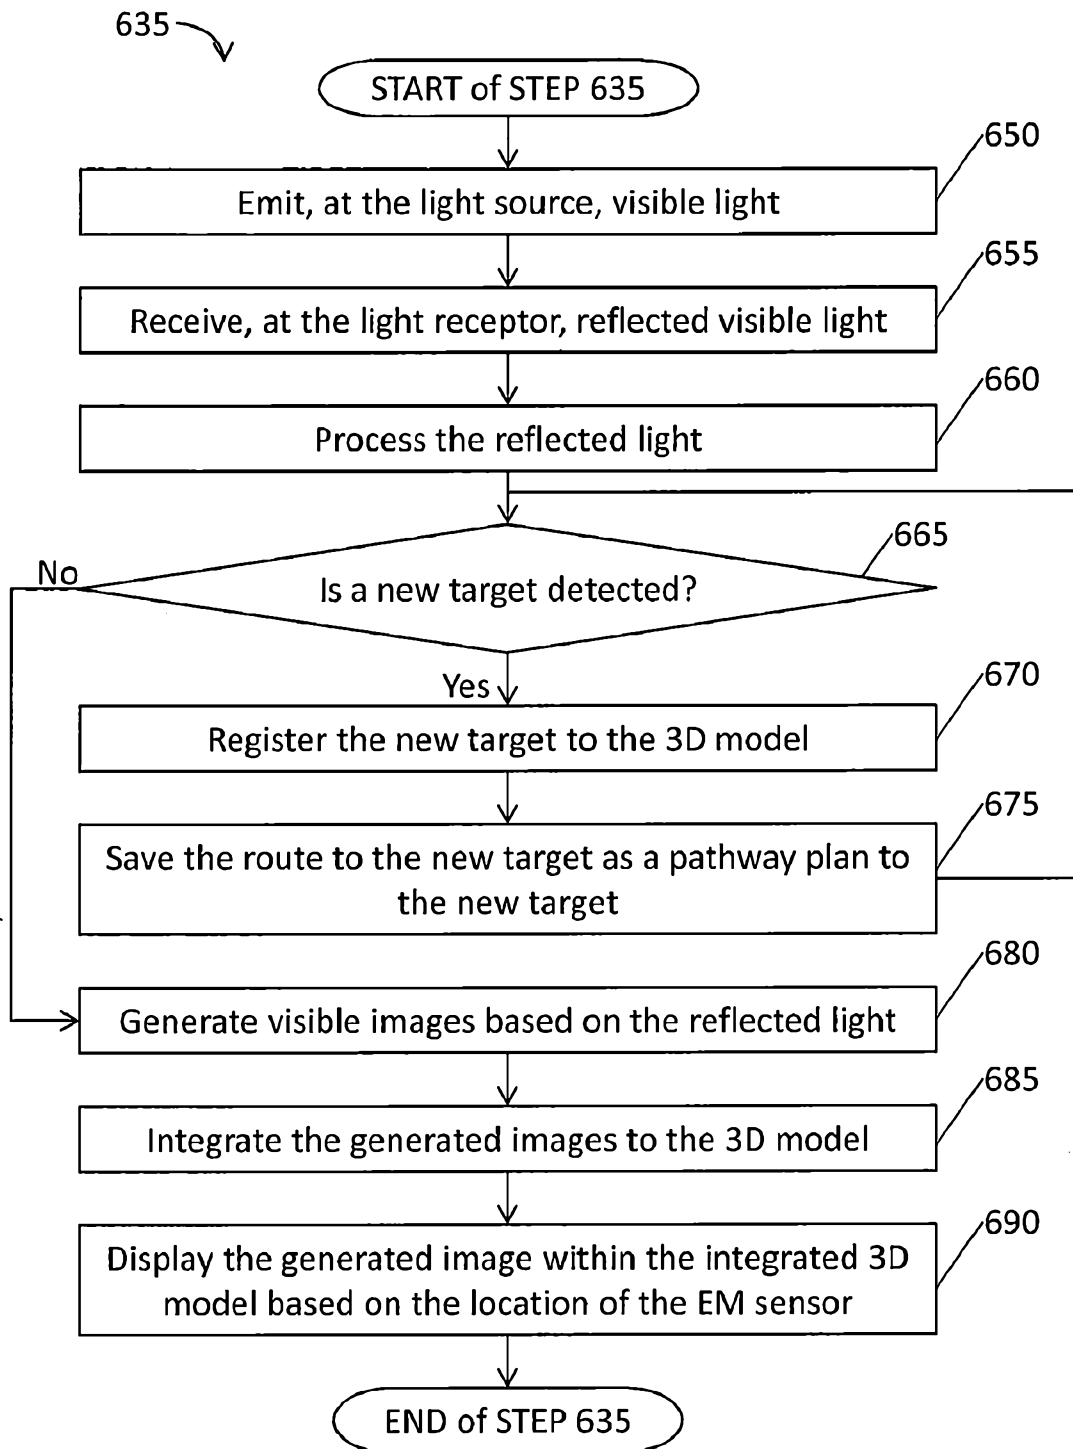 635
START of STEP 635
650
Emit, at the light source, visible light
655
Receive, at the light receptor, reflected visible light
660
Process the reflected light
665
No
Is a new target detected?
Yes
670
Register the new target to the 3D model
675
Save the route to the new target as a pathway plan to
the new target
680
Generate visible images based on the reflected light
685
Integrate the generated images to the 3D model
690
Display the generated image within the integrated 3D
model based on the location of the EM sensor
END of STEP 635